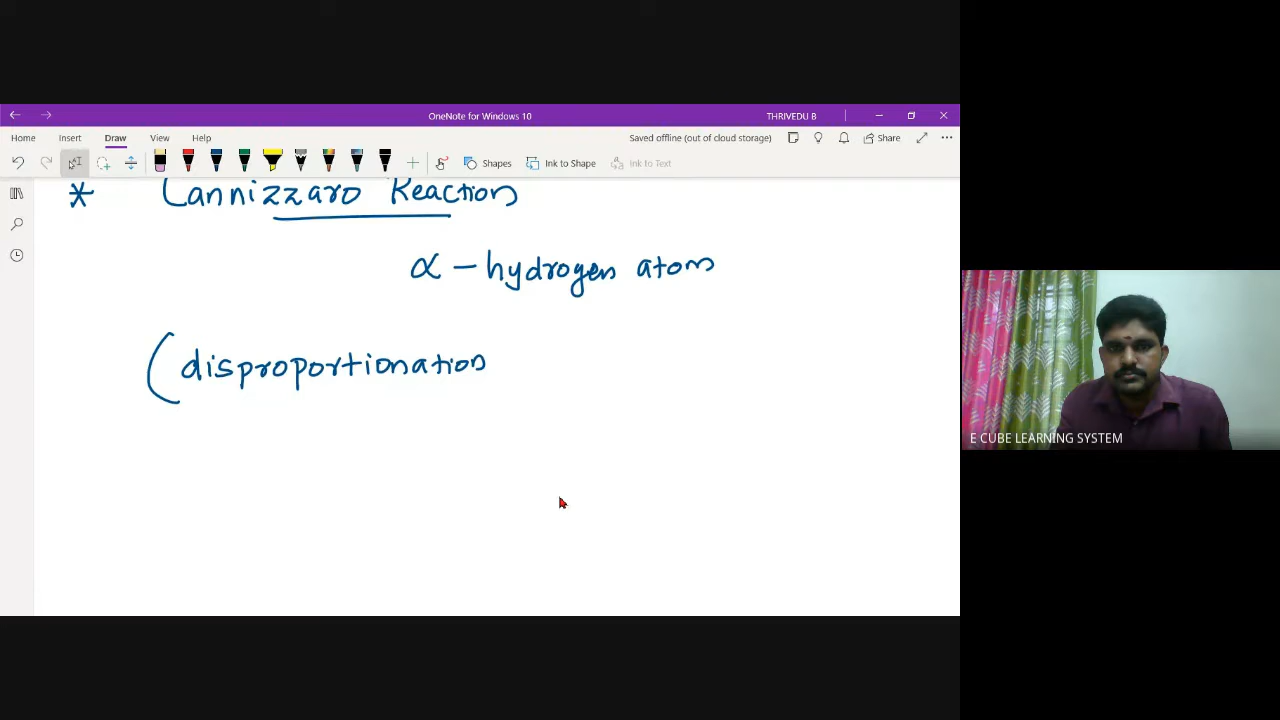 OneNote for Windows 10
THRIVEDU B
Home Insert Draw View Help
Saved offline (out of cloud storage)
Share
Shapes
Ink to Shape
Ink to Text
* Cannizzaro Reaction
α – hydrogen atom
(disproportionation
E CUBE LEARNING SYSTEM